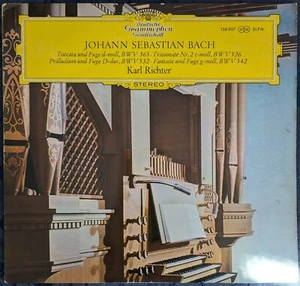 Deutsche
Grammophon
Gesellschaft
JOHANN SEBASTIAN BACH
Toccata und Fuge d-moll, BWV 565 · Triosonate Nr. 2 c-moll, BWV 526
Präludium und Fuge D-dur, BWV 532 · Fantasie und Fuge g-moll, BWV 542
Karl Richter
STEREO